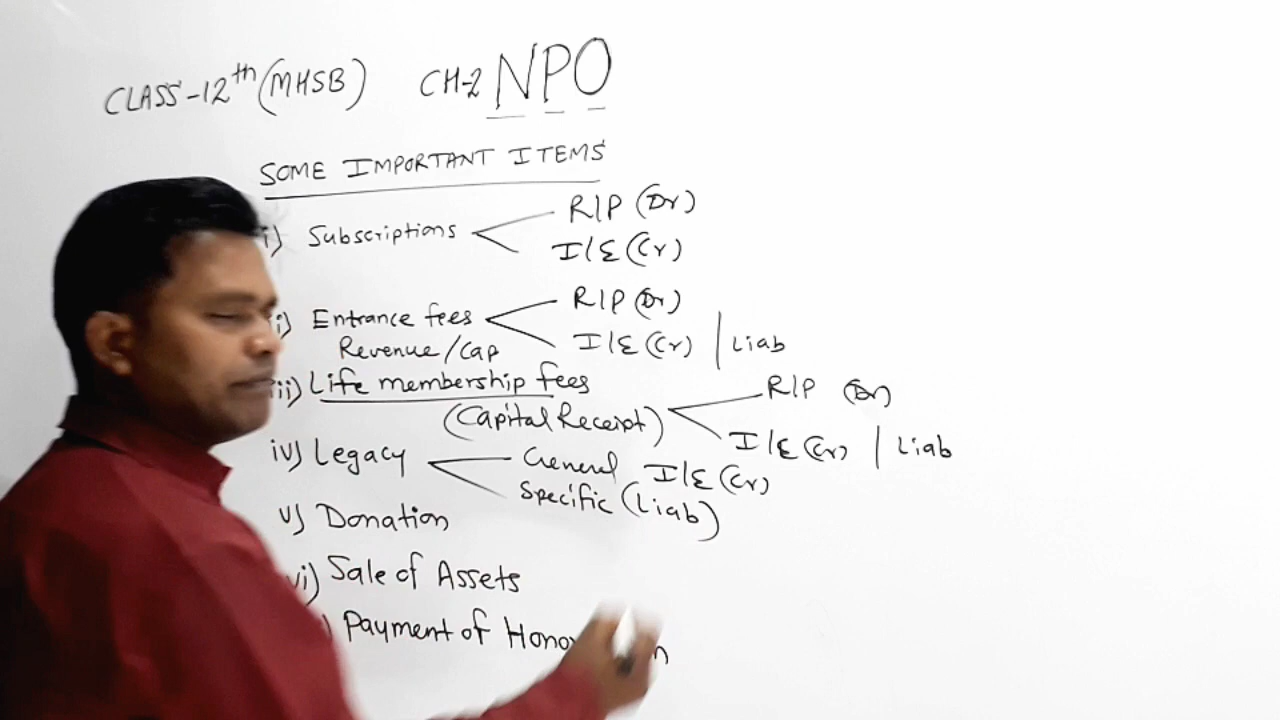 CLASS-12th (MHSB) CH-2 NPO
SOME IMPORTANT ITEMS
i) Subscriptions R/P (Dr)
I/E (Cr)
i) Entrance fees R/P (Dr)
Revenue/Cap I/E (Cr) | Liab
ii) Life membership fees
(Capital Receipt) R/P (Dr)
I/E (Cr) | Liab
iv) Legacy General I/E (Cr)
Specific (Liab)
v) Donation
vi) Sale of Assets
) Payment of